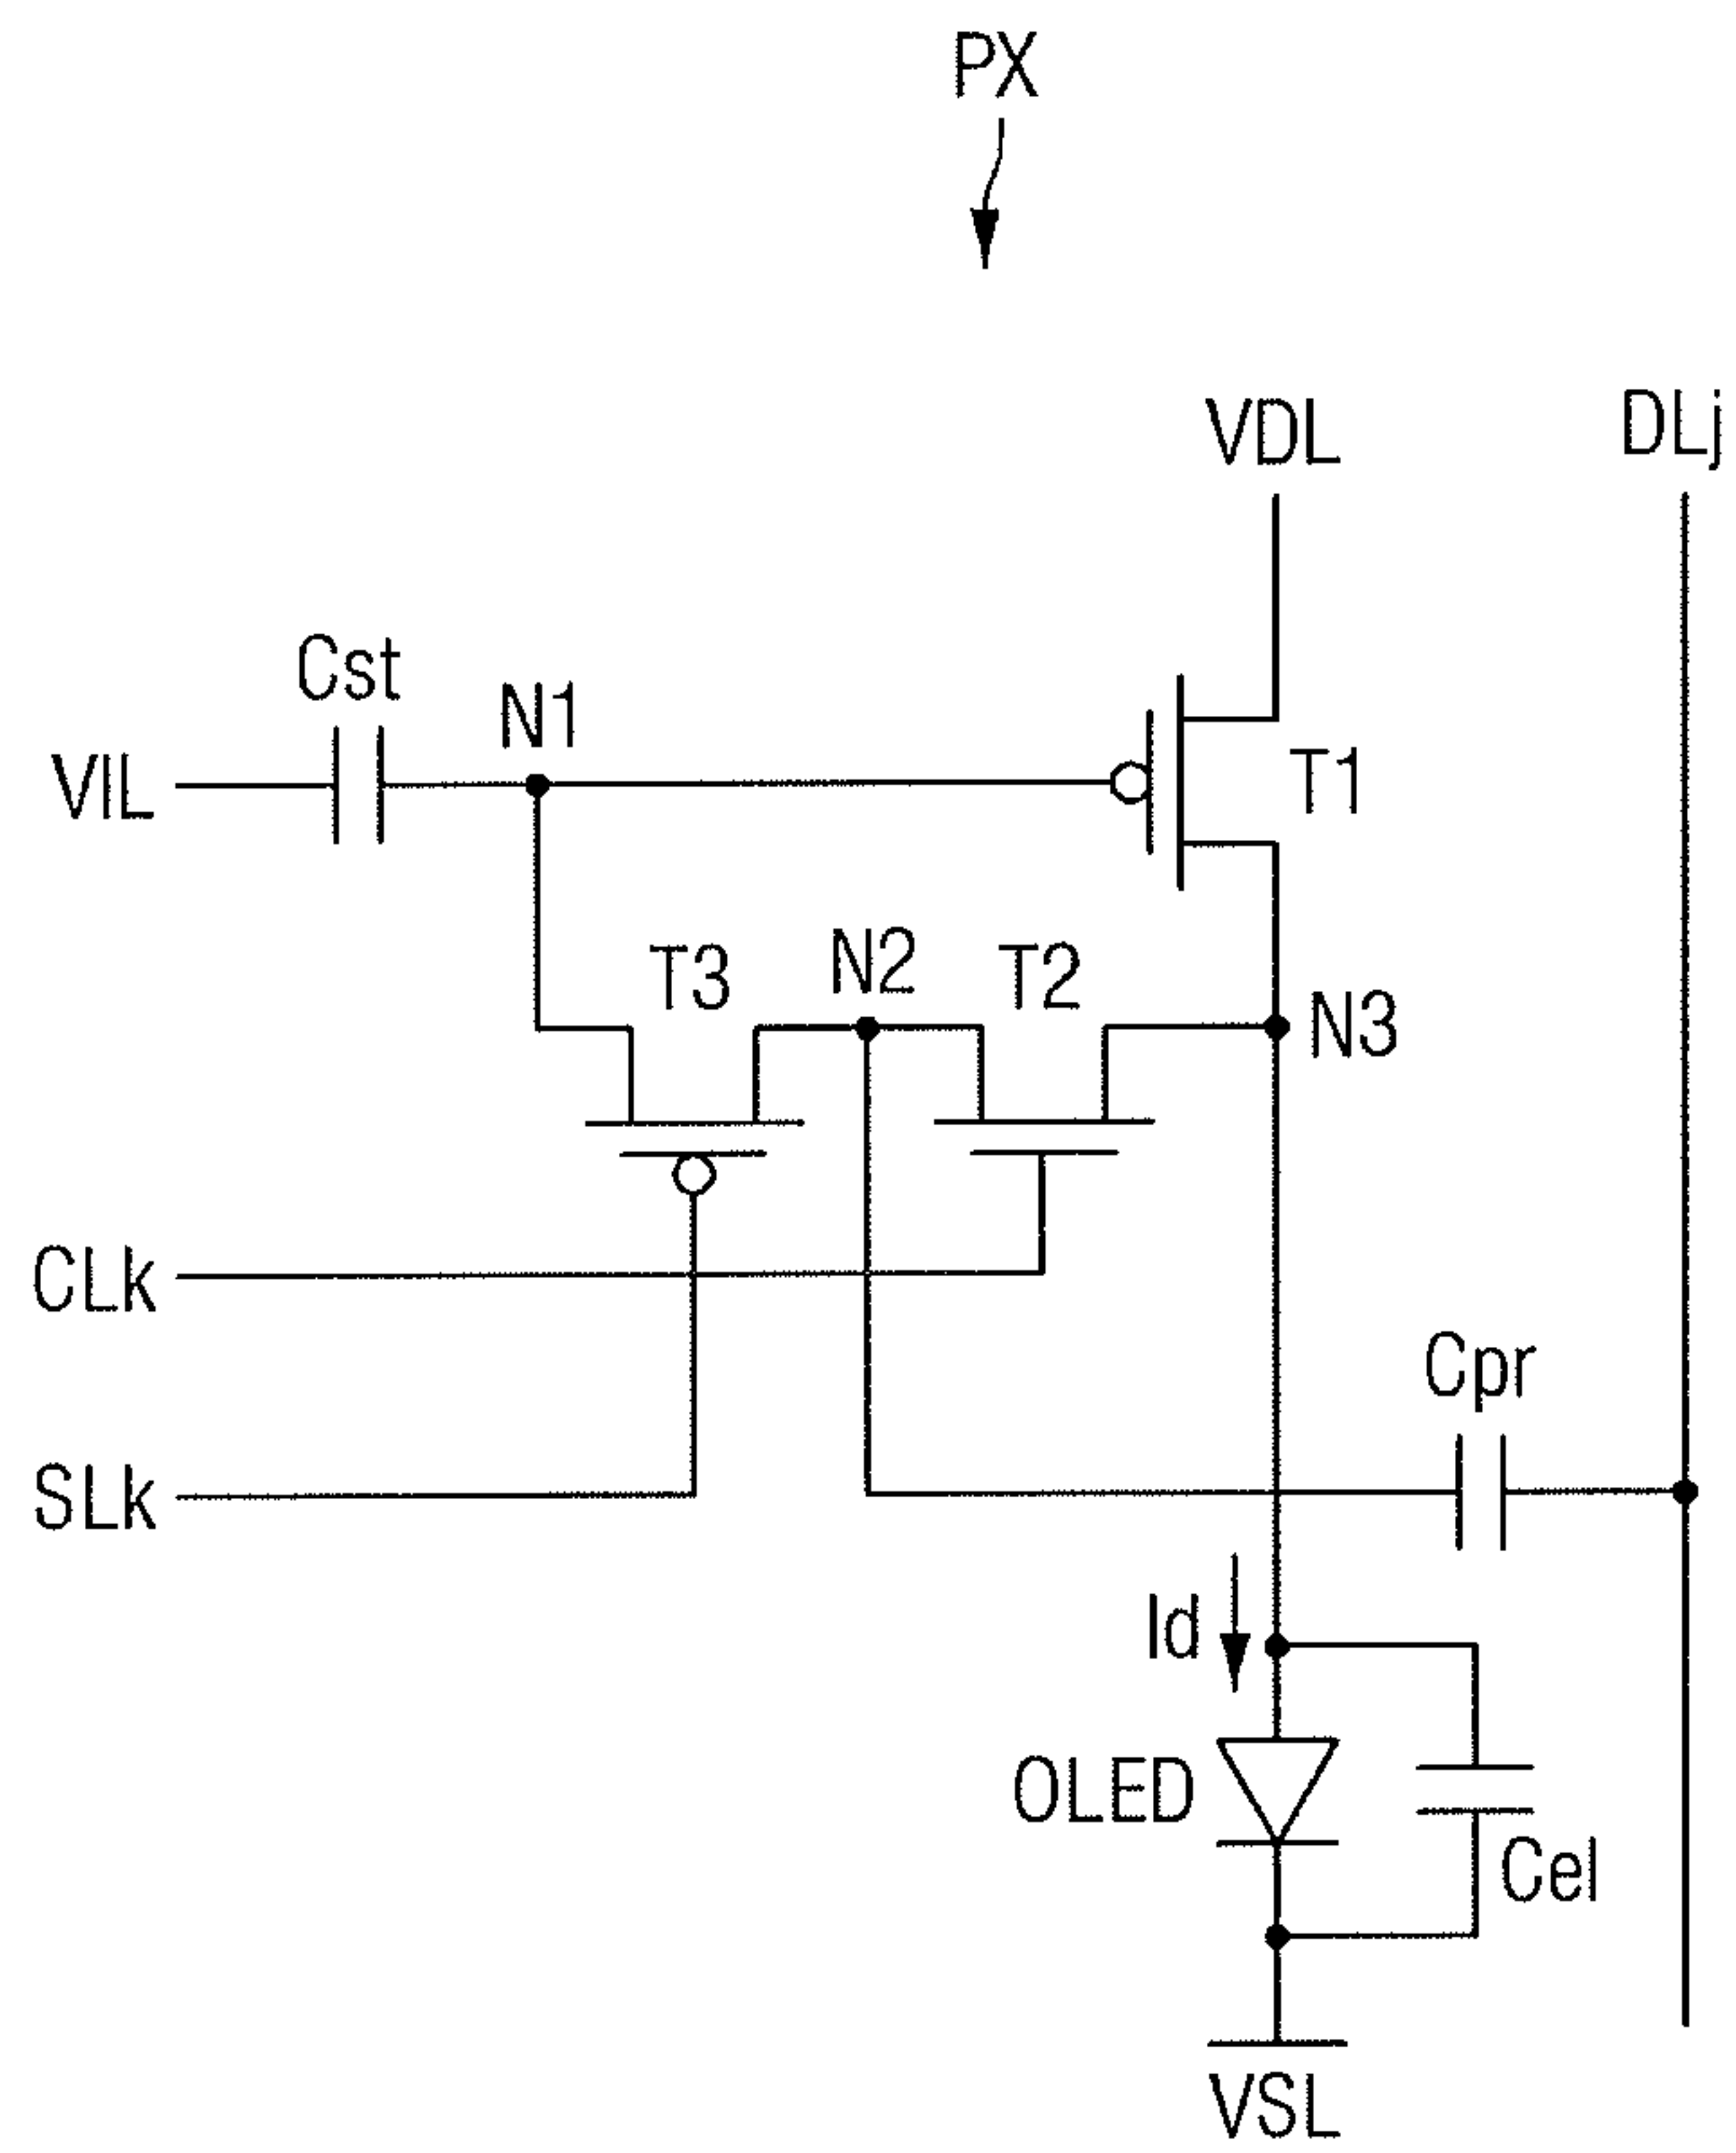 PX
VDL
DLj
Cst
N1
VIL
T1
T3
N2
T2
N3
CLk
Cpr
SLk
Id
OLED
Cel
VSL